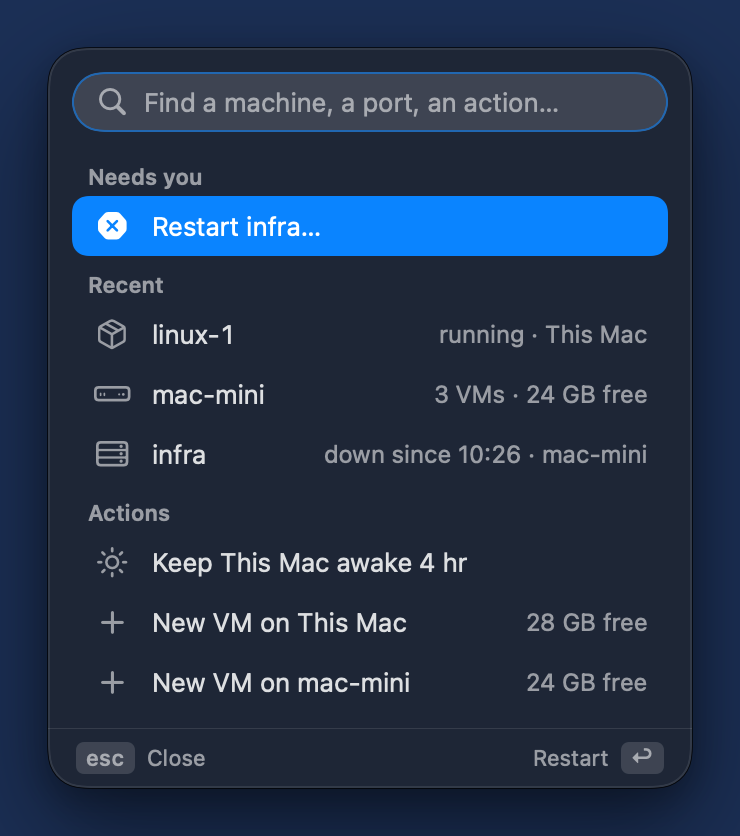 Find a machine, a port, an action…
Needs you
Restart infra…
Recent
linux-1 running · This Mac
mac-mini 3 VMs · 24 GB free
infra down since 10:26 · mac-mini
Actions
Keep This Mac awake 4 hr
New VM on This Mac 28 GB free
New VM on mac-mini 24 GB free
esc Close Restart